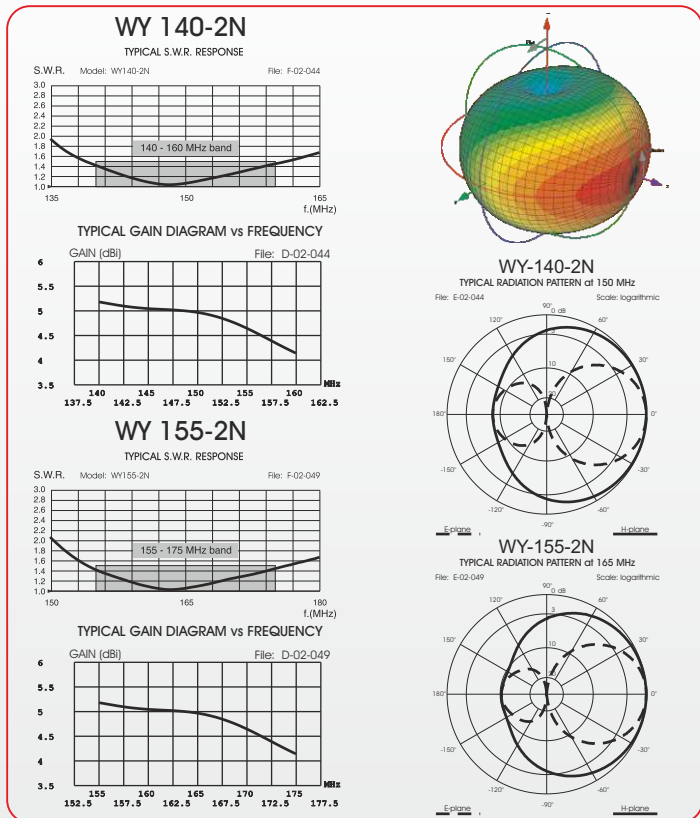 WY 140-2N
TYPICAL S.W.R. RESPONSE
S.W.R. Model: WY140-2N File: F-02-044
3.0
2.8
2.6
2.4
2.2
2.0
1.8
1.6
1.4
1.2
1.0
140 - 160 MHz band
135 150 165
f.(MHz)
TYPICAL GAIN DIAGRAM vs FREQUENCY
GAIN (dBi) File: D-02-044
6
5.5
5
4.5
4
3.5
MHz
140 145 150 155 160
137.5 142.5 147.5 152.5 157.5 162.5
WY 155-2N
TYPICAL S.W.R. RESPONSE
S.W.R. Model: WY155-2N File: F-02-049
3.0
2.8
2.6
2.4
2.2
2.0
1.8
1.6
1.4
1.2
1.0
155 - 175 MHz band
150 165 180
f.(MHz)
TYPICAL GAIN DIAGRAM vs FREQUENCY
GAIN (dBi) File: D-02-049
6
5.5
5
4.5
4
3.5
MHz
155 160 165 170 175
152.5 157.5 162.5 167.5 172.5 177.5
WY-140-2N
TYPICAL RADIATION PATTERN at 150 MHz
File: E-02-044 Scale: logarithmic
90°
0 dB
120° 60°
3
150° 30°
10
180° 0°
-150° -30°
-120° -60°
-90°
E-plane H-plane
WY-155-2N
TYPICAL RADIATION PATTERN at 165 MHz
File: E-02-049 Scale: logarithmic
90°
0 dB
120° 60°
3
150° 30°
10
180° 0°
-150° -30°
-120° -60°
-90°
E-plane H-plane